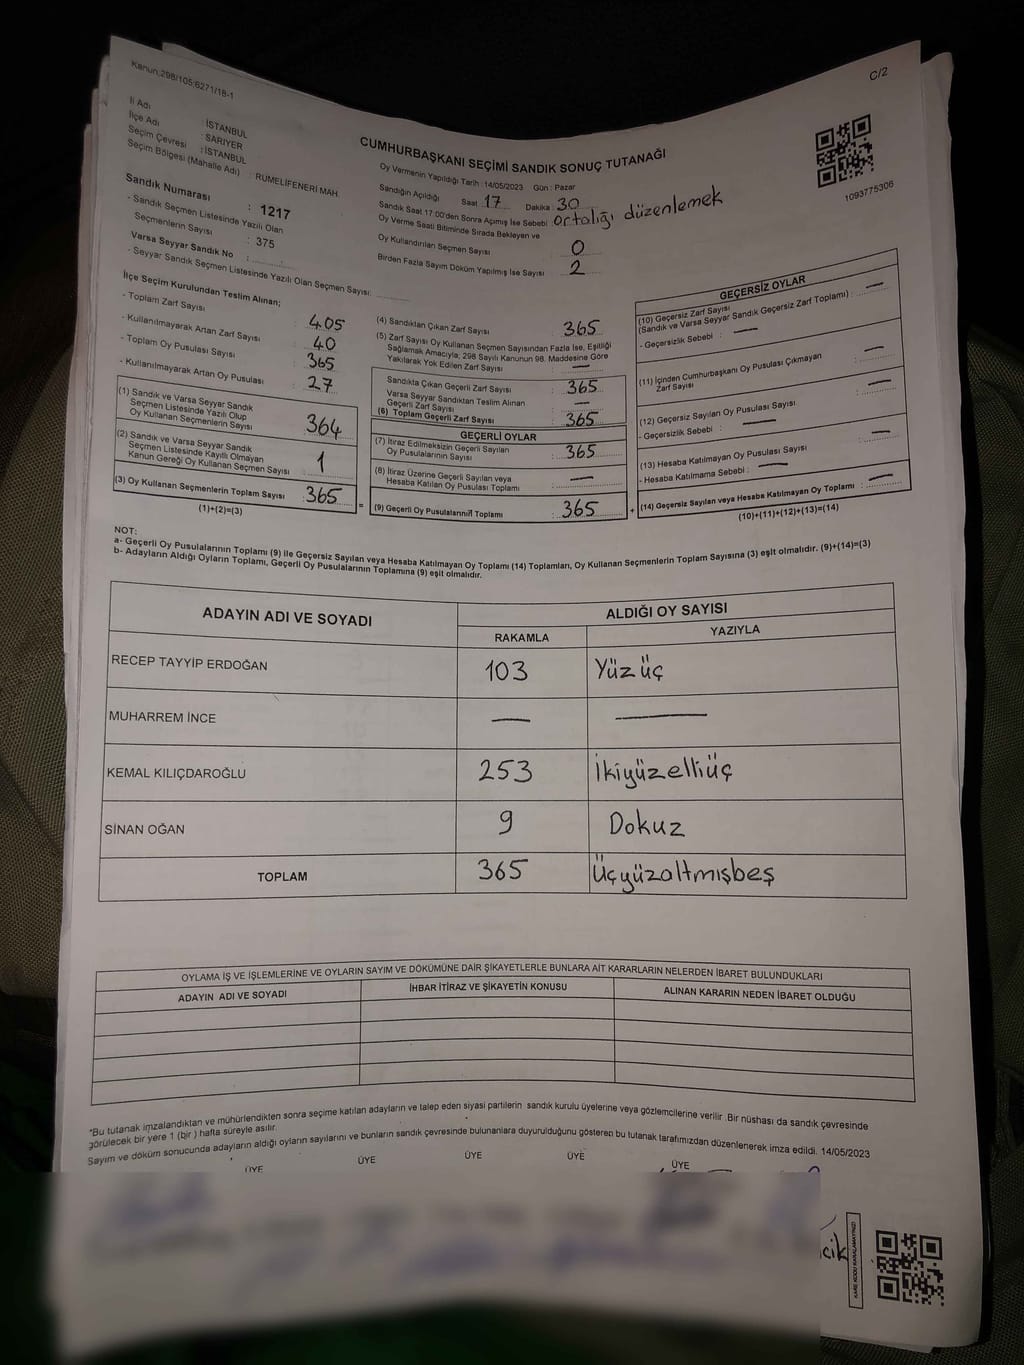 Kanun,298/105;6271/18-1
C/2
İl Adı : İSTANBUL
İlçe Adı : SARIYER
Seçim Çevresi : İSTANBUL
Seçim Bölgesi (Mahalle Adı) : RUMELİFENERİ MAH.
CUMHURBAŞKANI SEÇİMİ SANDIK SONUÇ TUTANAĞI
1093775306
Sandık Numarası : 1217
- Sandık Seçmen Listesinde Yazılı Olan
Seçmenlerin Sayısı : 375
Varsa Seyyar Sandık No :
- Seyyar Sandık Seçmen Listesinde Yazılı Olan Seçmen Sayısı:
Oy Vermenin Yapıldığı Tarih : 14/05/2023 Gün : Pazar
Sandığın Açıldığı Saat 17 Dakika : 30
Sandık Saat 17.00'den Sonra Açımış İse Sebebi : Ortalığı düzenlemek
Oy Verme Saati Bitiminde Sırada Bekleyen ve
Oy Kullandırılan Seçmen Sayısı : 0
Birden Fazla Sayım Döküm Yapılmış İse Sayısı : 2
İlçe Seçim Kurulundan Teslim Alınan;
- Toplam Zarf Sayısı : 405
- Kullanılmayarak Artan Zarf Sayısı : 40
- Toplam Oy Pusulası Sayısı : 365
- Kullanılmayarak Artan Oy Pusulası : 27
(1) Sandık ve Varsa Seyyar Sandık
Seçmen Listesinde Yazılı Olup
Oy Kullanan Seçmenlerin Sayısı : 364
(2) Sandık ve Varsa Seyyar Sandık
Seçmen Listesinde Kayıtlı Olmayan
Kanun Gereği Oy Kullanan Seçmen Sayısı : 1
(3) Oy Kullanan Seçmenlerin Toplam Sayısı : 365
(1)+(2)=(3)
=
(4) Sandıktan Çıkan Zarf Sayısı : 365
(5) Zarf Sayısı Oy Kullanan Seçmen Sayısından Fazla İse, Eşitliği
Sağlamak Amacıyla, 298 Sayılı Kanunun 98. Maddesine Göre
Yakılarak Yok Edilen Zarf Sayısı : —
Sandıkta Çıkan Geçerli Zarf Sayısı : 365
Varsa Seyyar Sandıktan Teslim Alınan
Geçerli Zarf Sayısı : —
(6) Toplam Geçerli Zarf Sayısı : 365
GEÇERLİ OYLAR
(7) İtiraz Edilmeksizin Geçerli Sayılan
Oy Pusulalarının Sayısı : 365
(8) İtiraz Üzerine Geçerli Sayılan veya
Hesaba Katılan Oy Pusulası Toplamı : —
(9) Geçerli Oy Pusulalarının Toplamı : 365
+
GEÇERSİZ OYLAR
(10) Geçersiz Zarf Sayısı
(Sandık ve Varsa Seyyar Sandık Geçersiz Zarf Toplamı) : —
- Geçersizlik Sebebi : —
(11) İçinden Cumhurbaşkanı Oy Pusulası Çıkmayan
Zarf Sayısı : —
(12) Geçersiz Sayılan Oy Pusulası Sayısı : —
- Geçersizlik Sebebi : —
(13) Hesaba Katılmayan Oy Pusulası Sayısı : —
- Hesaba Katılmama Sebebi : —
(14) Geçersiz Sayılan veya Hesaba Katılmayan Oy Toplamı : —
(10)+(11)+(12)+(13)=(14)
NOT:
a- Geçerli Oy Pusulalarının Toplamı (9) ile Geçersiz Sayılan veya Hesaba Katılmayan Oy Toplamı (14) Toplamları, Oy Kullanan Seçmenlerin Toplam Sayısına (3) eşit olmalıdır. (9)+(14)=(3)
b- Adayların Aldığı Oyların Toplamı, Geçerli Oy Pusulalarının Toplamına (9) eşit olmalıdır.
ADAYIN ADI VE SOYADI
ALDIĞI OY SAYISI
RAKAMLA YAZIYLA
RECEP TAYYİP ERDOĞAN 103 Yüzüç
MUHARREM İNCE — —
KEMAL KILIÇDAROĞLU 253 İkiyüzelliüç
SİNAN OĞAN 9 Dokuz
TOPLAM 365 Üçyüzaltmışbeş
OYLAMA İŞ VE İŞLEMLERİNE VE OYLARIN SAYIM VE DÖKÜMÜNE DAİR ŞİKAYETLERLE BUNLARA AİT KARARLARIN NELERDEN İBARET BULUNDUKLARI
ADAYIN ADI VE SOYADI İHBAR İTİRAZ VE ŞİKAYETİN KONUSU ALINAN KARARIN NEDEN İBARET OLDUĞU
*Bu tutanak imzalandıktan ve mühürlendikten sonra seçime katılan adayların ve talep eden siyasi partilerin sandık kurulu üyelerine veya gözlemcilerine verilir .Bir nüshası da sandık çevresinde
görülecek bir yere 1 (bir ) hafta süreyle asılır.
Sayım ve döküm sonucunda adayların aldığı oyların sayılarını ve bunların sandık çevresinde bulunanlara duyurulduğunu gösteren bu tutanak tarafımızdan düzenlenerek imza edildi. 14/05/2023
ÜYE ÜYE ÜYE ÜYE ÜYE